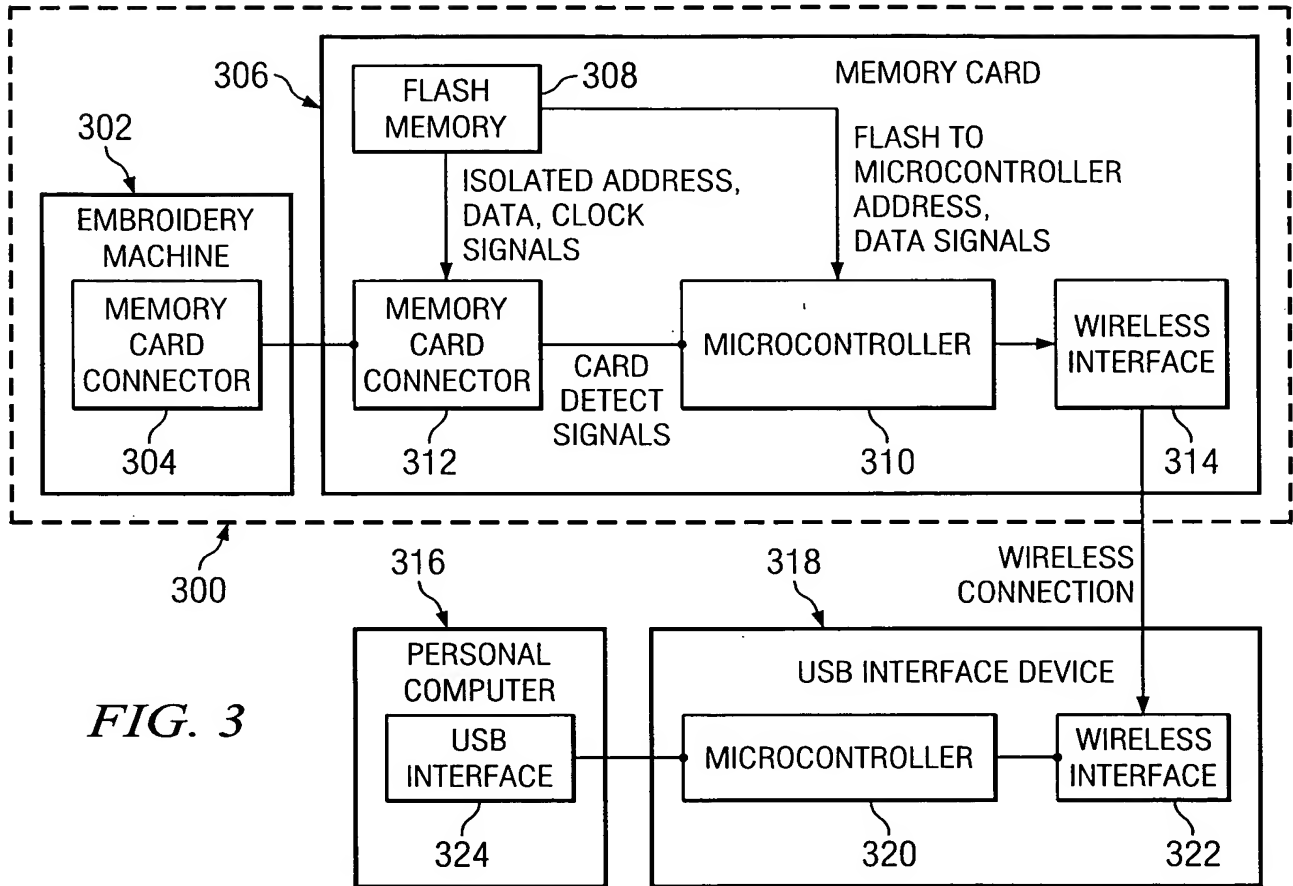 306
308
FLASH
MEMORY
MEMORY CARD
302
ISOLATED ADDRESS,
DATA, CLOCK
SIGNALS
FLASH TO
MICROCONTROLLER
ADDRESS,
DATA SIGNALS
EMBROIDERY
MACHINE
MEMORY
CARD
CONNECTOR
304
MEMORY
CARD
CONNECTOR
312
CARD
DETECT
SIGNALS
MICROCONTROLLER
310
WIRELESS
INTERFACE
314
300
316
318
WIRELESS
CONNECTION
PERSONAL
COMPUTER
USB
INTERFACE
324
USB INTERFACE DEVICE
MICROCONTROLLER
320
WIRELESS
INTERFACE
322
FIG. 3